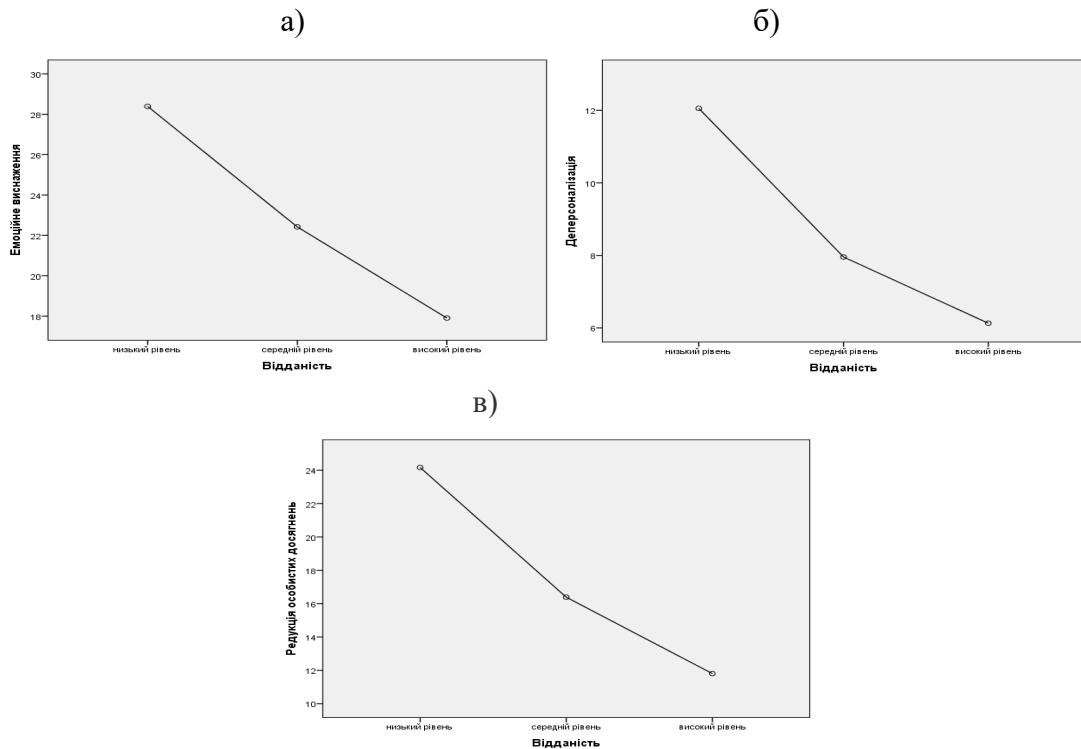 а)
30
28
26
24
22
20
18
Емоційне виснаження
низький рівень середній рівень високий рівень
Відданість
б)
12
10
8
6
Деперсоналізація
низький рівень середній рівень високий рівень
Відданість
в)
24
22
20
18
16
14
12
10
Редукція особистих досягнень
низький рівень середній рівень високий рівень
Відданість